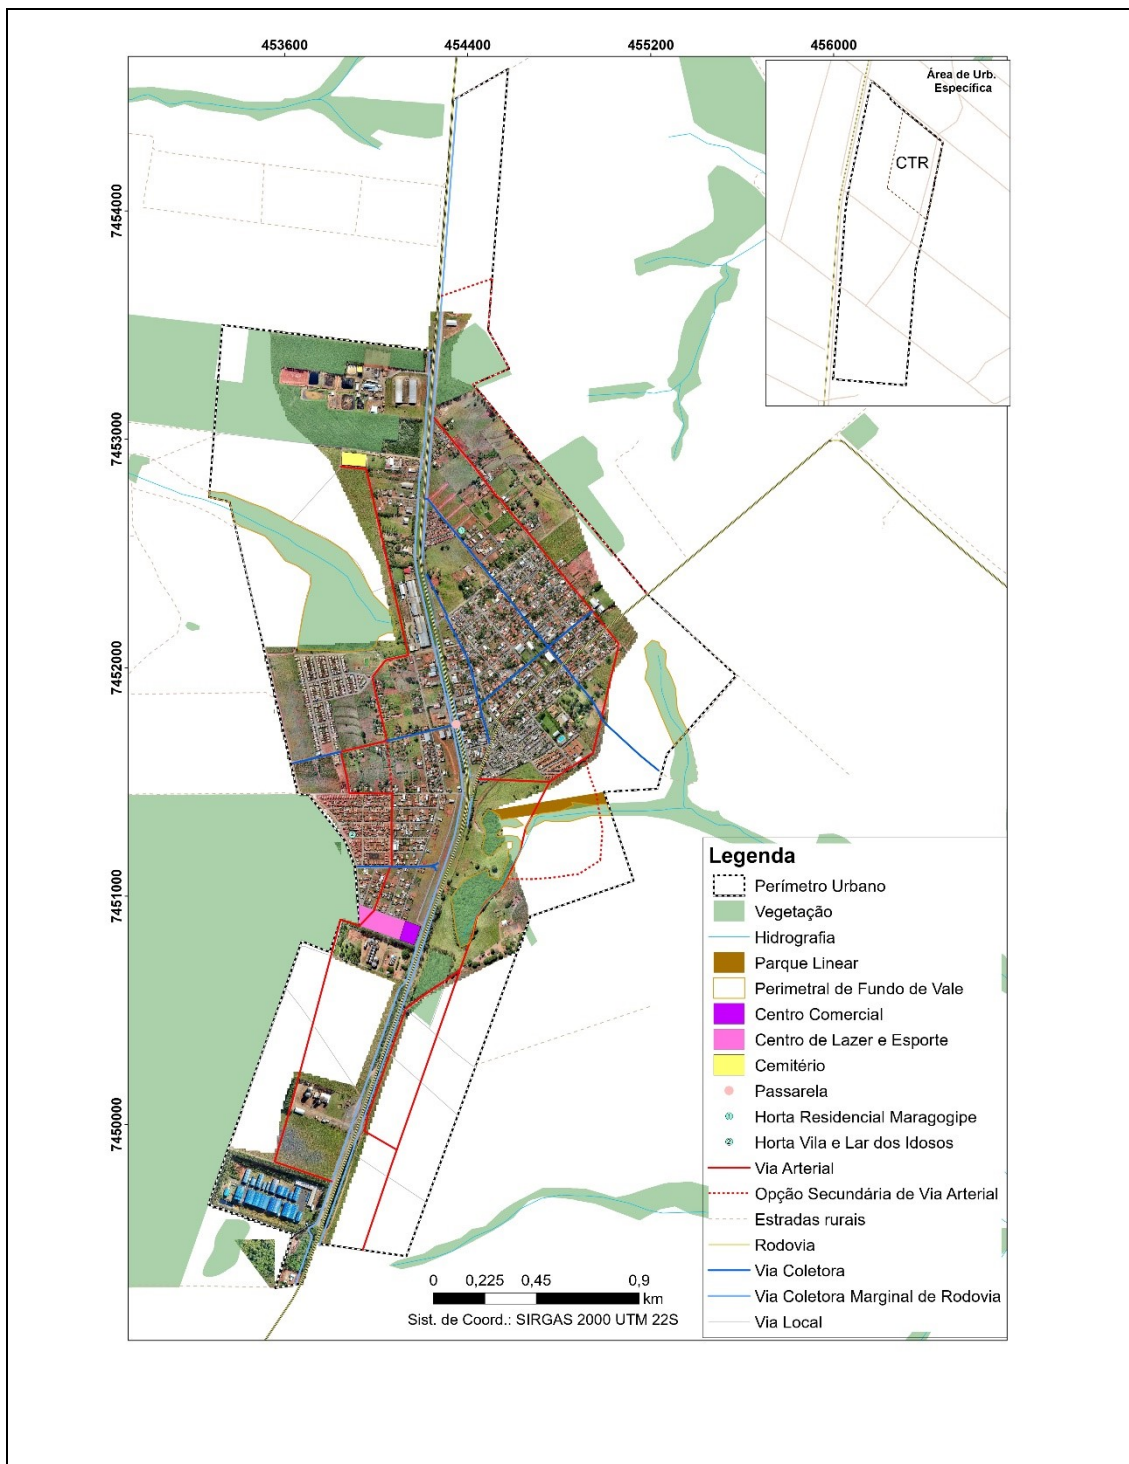 453600
454400
455200
456000
Área de Urb.
Específica
CTR
7454000
7453000
7452000
7451000
7450000
Legenda
Perímetro Urbano
Vegetação
Hidrografia
Parque Linear
Perimetral de Fundo de Vale
Centro Comercial
Centro de Lazer e Esporte
Cemitério
Passarela
Horta Residencial Maragogipe
Horta Vila e Lar dos Idosos
Via Arterial
Opção Secundária de Via Arterial
Estradas rurais
Rodovia
Via Coletora
Via Coletora Marginal de Rodovia
Via Local
0 0,225 0,45 0,9
km
Sist. de Coord.: SIRGAS 2000 UTM 22S